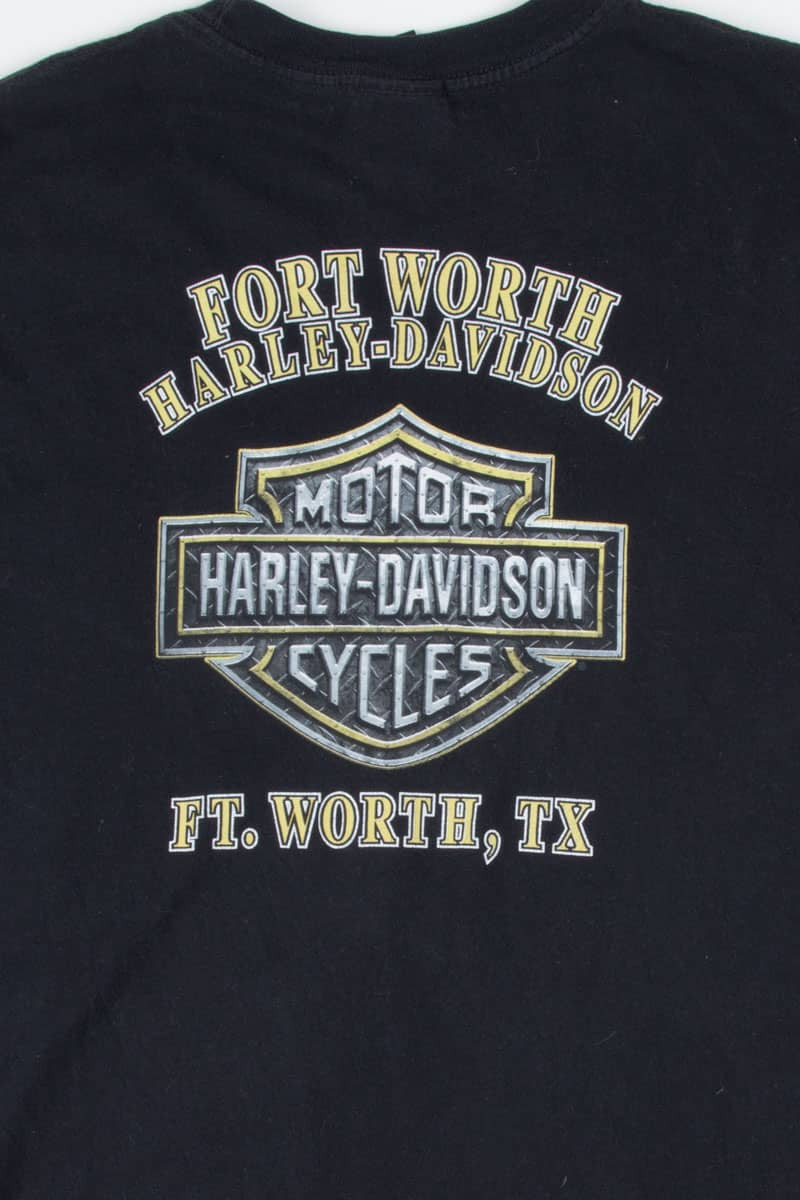 FORT WORTH
HARLEY-DAVIDSON
MOTOR
HARLEY-DAVIDSON
CYCLES
FT. WORTH, TX